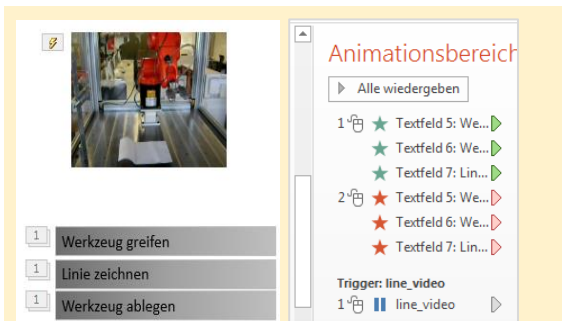 1 Werkzeug greifen
1 Linie zeichnen
1 Werkzeug ablegen
Animationsbereich
Alle wiedergeben
1 Textfeld 5: We...
Textfeld 6: We...
Textfeld 7: Lin...
2 Textfeld 5: We...
Textfeld 6: We...
Textfeld 7: Lin...
Trigger: line_video
1 line_video